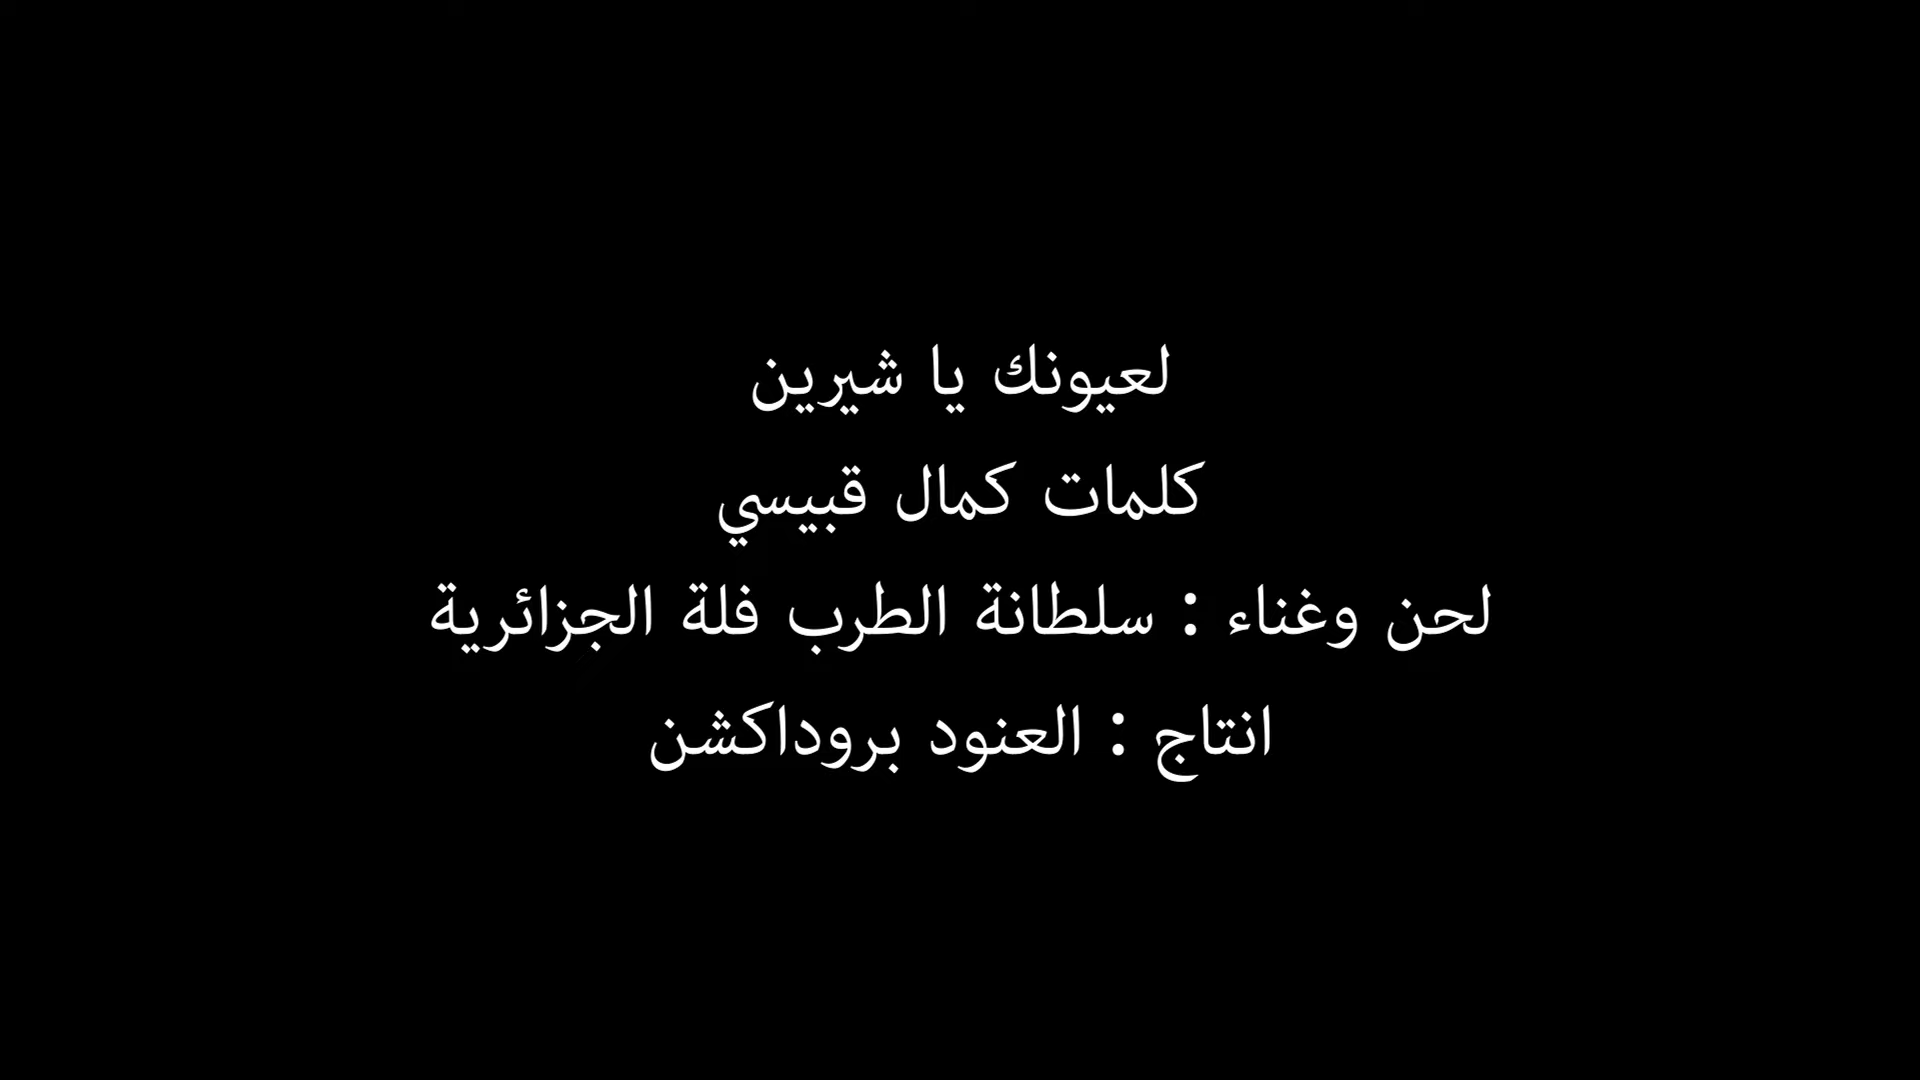 لعيونك يا شيرين
كلمات كمال قبيسي
لحن وغناء : سلطانة الطرب فلة الجزائرية
انتاج : العنود بروداكشن